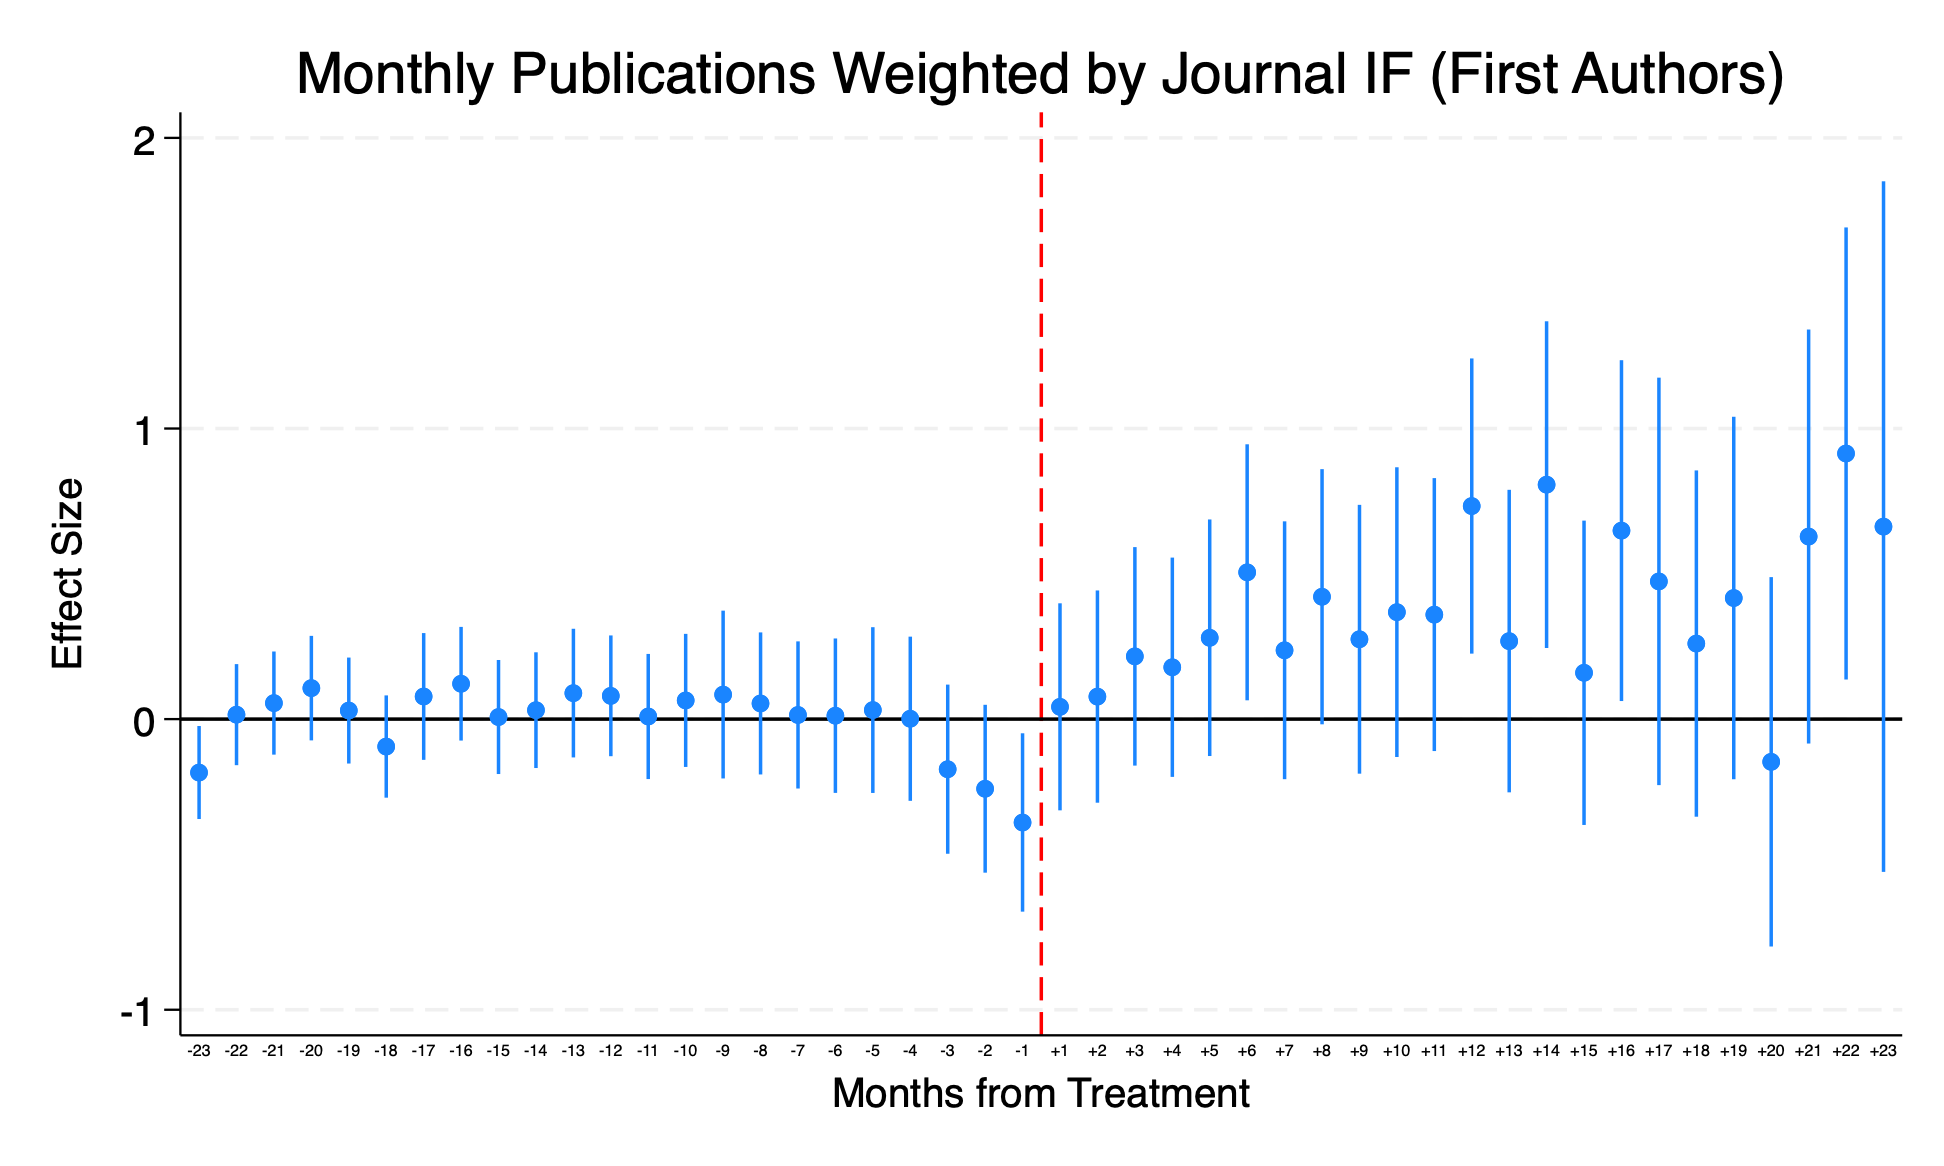 Monthly Publications Weighted by Journal IF (First Authors)
2
1
0
-1
Effect Size
-23 -22 -21 -20 -19 -18 -17 -16 -15 -14 -13 -12 -11 -10 -9 -8 -7 -6 -5 -4 -3 -2 -1 +1 +2 +3 +4 +5 +6 +7 +8 +9 +10 +11 +12 +13 +14 +15 +16 +17 +18 +19 +20 +21 +22 +23
Months from Treatment